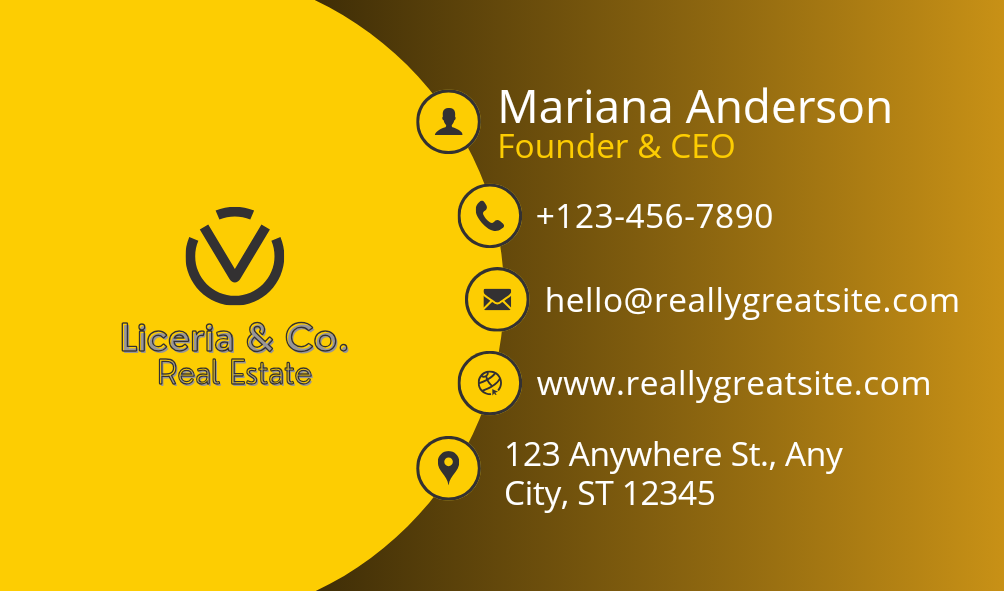 Liceria & Co.
Real Estate
Mariana Anderson
Founder & CEO
+123-456-7890
hello@reallygreatsite.com
www.reallygreatsite.com
123 Anywhere St., Any
City, ST 12345